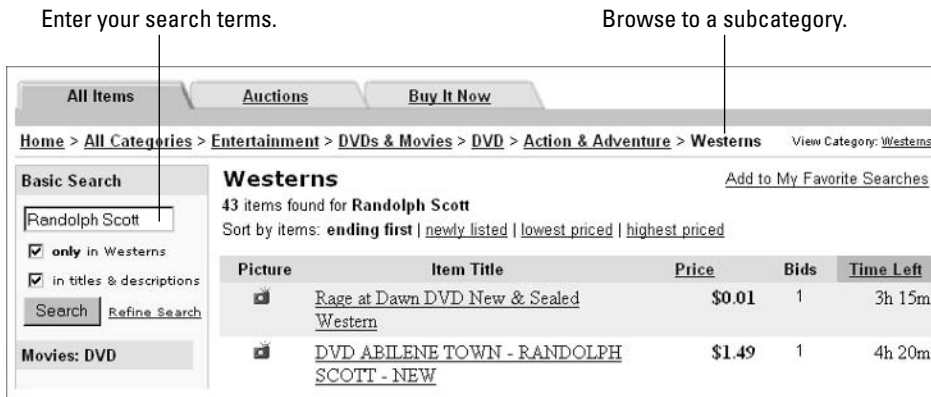 Enter your search terms.
Browse to a subcategory.
All Items
Auctions
Buy It Now
Home > All Categories > Entertainment > DVDs & Movies > DVD > Action & Adventure > Westerns
View Category: Westerns
Basic Search
Randolph Scott
only in Westerns
in titles & descriptions
Search
Refine Search
Movies: DVD
Westerns
Add to My Favorite Searches
43 items found for Randolph Scott
Sort by items: ending first | newly listed | lowest priced | highest priced
Picture Item Title Price Bids Time Left
Rage at Dawn DVD New & Sealed $0.01 1 3h 15m
Western
DVD ABILENE TOWN - RANDOLPH $1.49 1 4h 20m
SCOTT - NEW